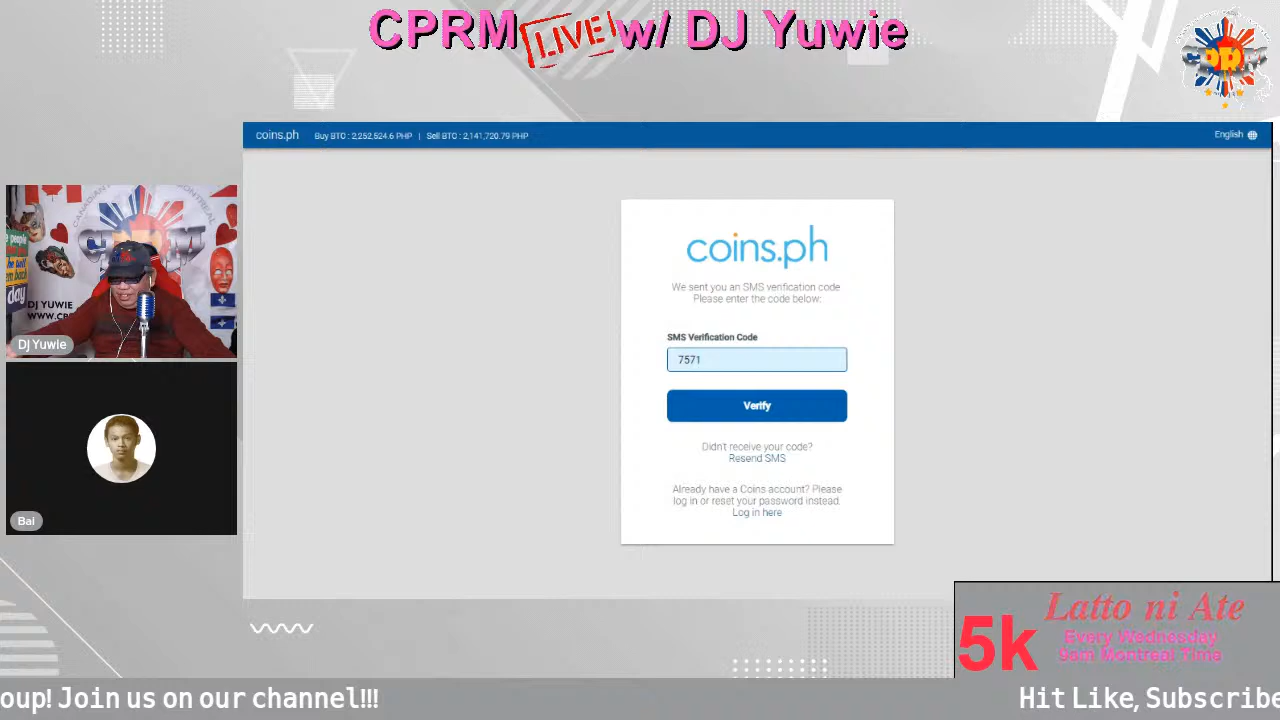 CPRM LIVE w/ DJ Yuwie
CPRM
coins.ph Buy BTC : 2,252,524.6 PHP | Sell BTC : 2,141,720.79 PHP English
coins.ph
We sent you an SMS verification code
Please enter the code below:
SMS Verification Code
7571
Verify
Didn't receive your code?
Resend SMS
Already have a Coins account? Please
log in or reset your password instead.
Log in here
DJ YUWIE
DJ Yuwie
Bai
Latto ni Ate
5k
Every Wednesday
9am Montreal Time
oup! Join us on our channel!!! Hit Like, Subscribe